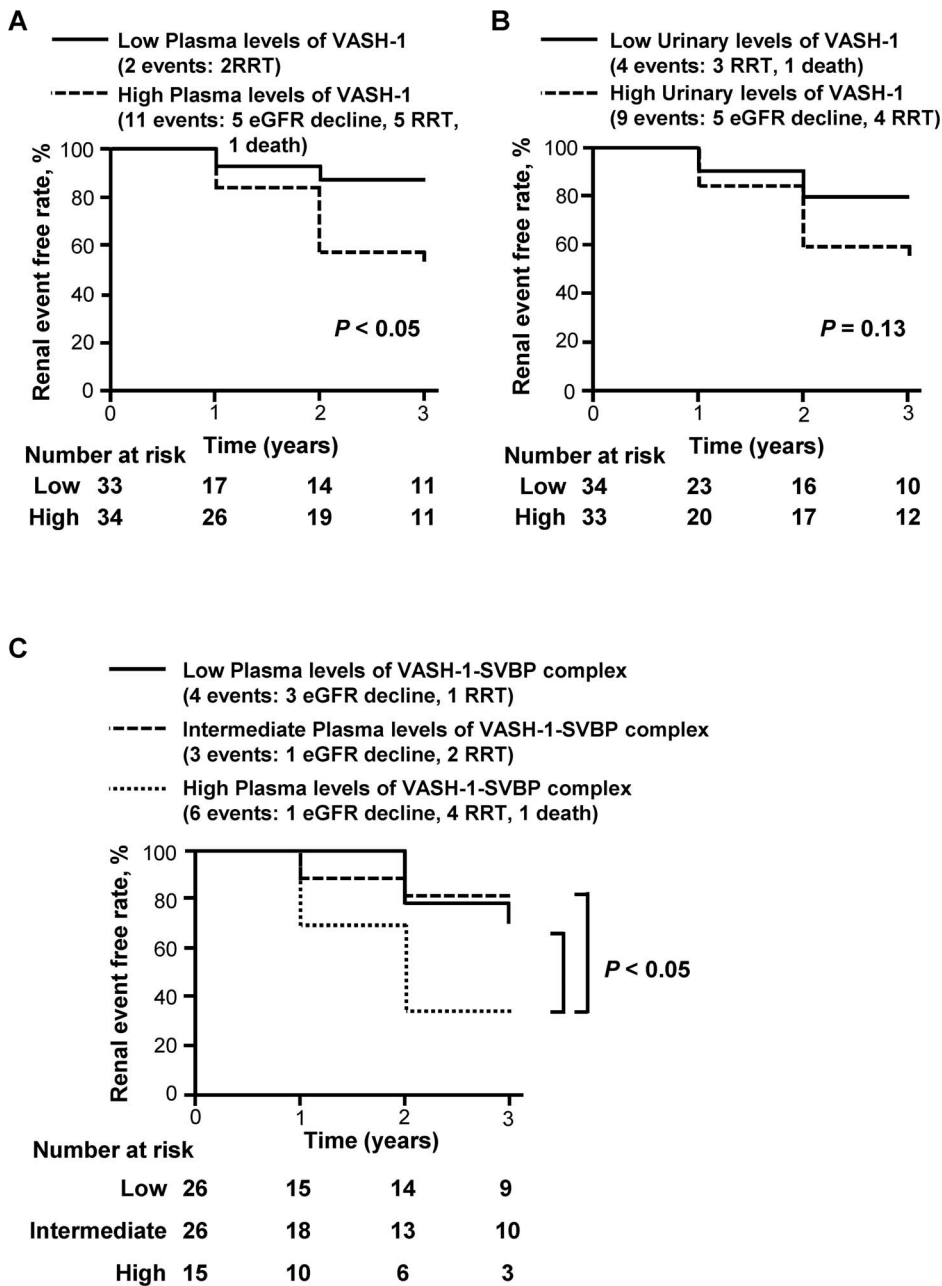 A
Low Plasma levels of VASH-1
(2 events: 2RRT)
High Plasma levels of VASH-1
(11 events: 5 eGFR decline, 5 RRT,
1 death)
Renal event free rate, %
100
80
60
40
20
0
P < 0.05
0 1 2 3
Time (years)
Number at risk
Low 33 17 14 11
High 34 26 19 11
B
Low Urinary levels of VASH-1
(4 events: 3 RRT, 1 death)
High Urinary levels of VASH-1
(9 events: 5 eGFR decline, 4 RRT)
Renal event free rate, %
100
80
60
40
20
0
P = 0.13
0 1 2 3
Time (years)
Number at risk
Low 34 23 16 10
High 33 20 17 12
C
Low Plasma levels of VASH-1-SVBP complex
(4 events: 3 eGFR decline, 1 RRT)
Intermediate Plasma levels of VASH-1-SVBP complex
(3 events: 1 eGFR decline, 2 RRT)
High Plasma levels of VASH-1-SVBP complex
(6 events: 1 eGFR decline, 4 RRT, 1 death)
Renal event free rate, %
100
80
60
40
20
0
P < 0.05
0 1 2 3
Time (years)
Number at risk
Low 26 15 14 9
Intermediate 26 18 13 10
High 15 10 6 3